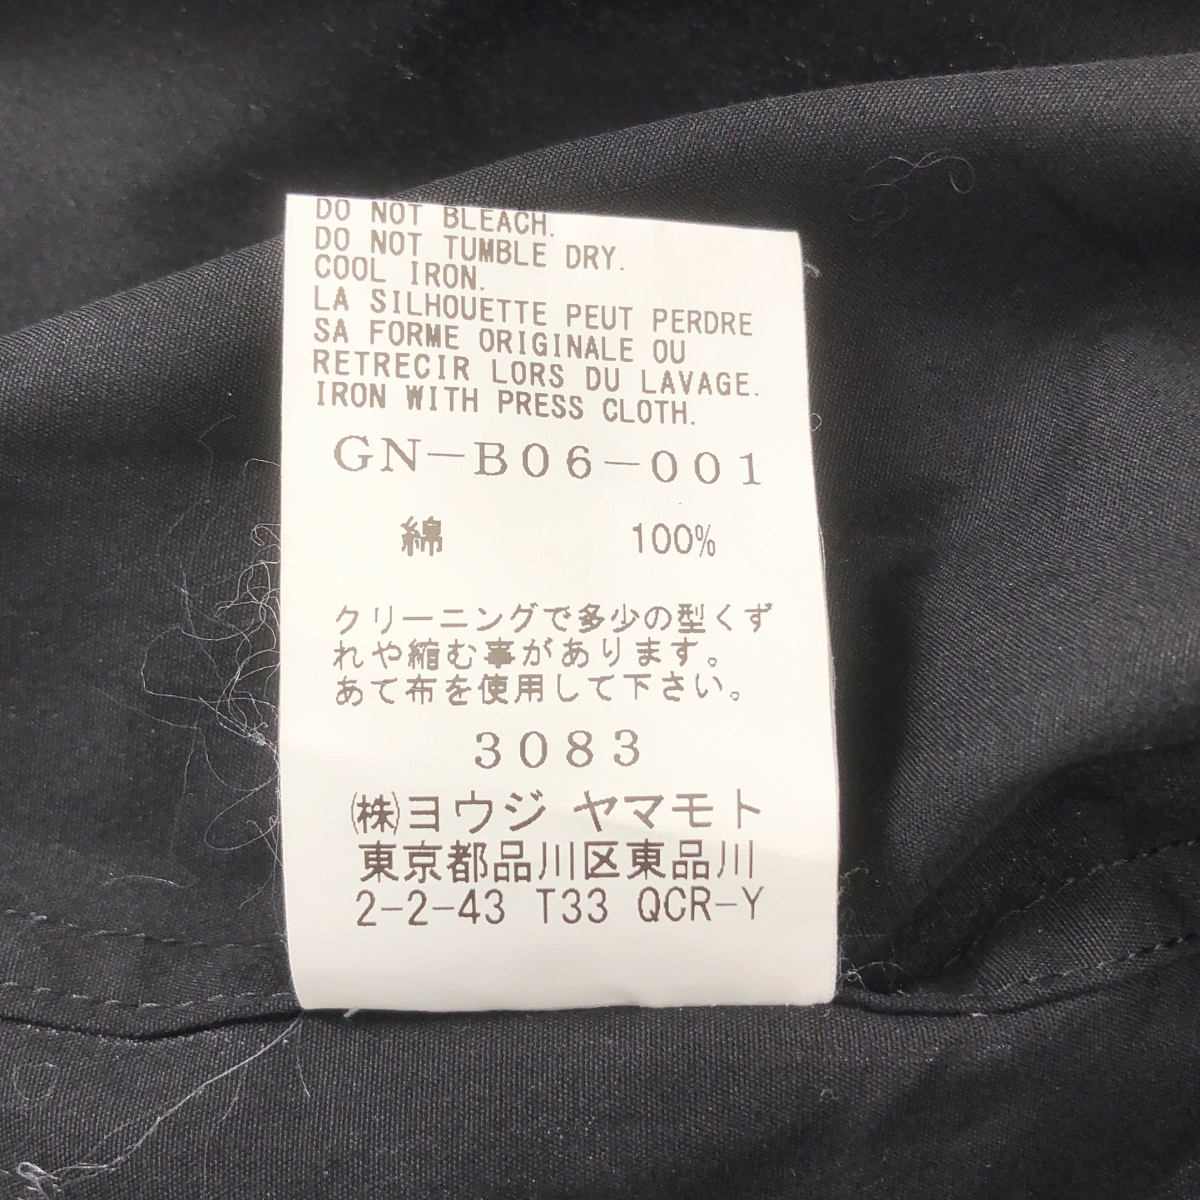 DO NOT BLEACH.
DO NOT TUMBLE DRY.
COOL IRON.
LA SILHOUETTE PEUT PERDRE
SA FORME ORIGINALE OU
RETRECIR LORS DU LAVAGE.
IRON WITH PRESS CLOTH.
GN-B06-001
綿 100%
クリーニングで多少の型くず
れや縮む事があります。
あて布を使用して下さい。
3083
㈱ヨウジ ヤマモト
東京都品川区東品川
2-2-43 T33 QCR-Y